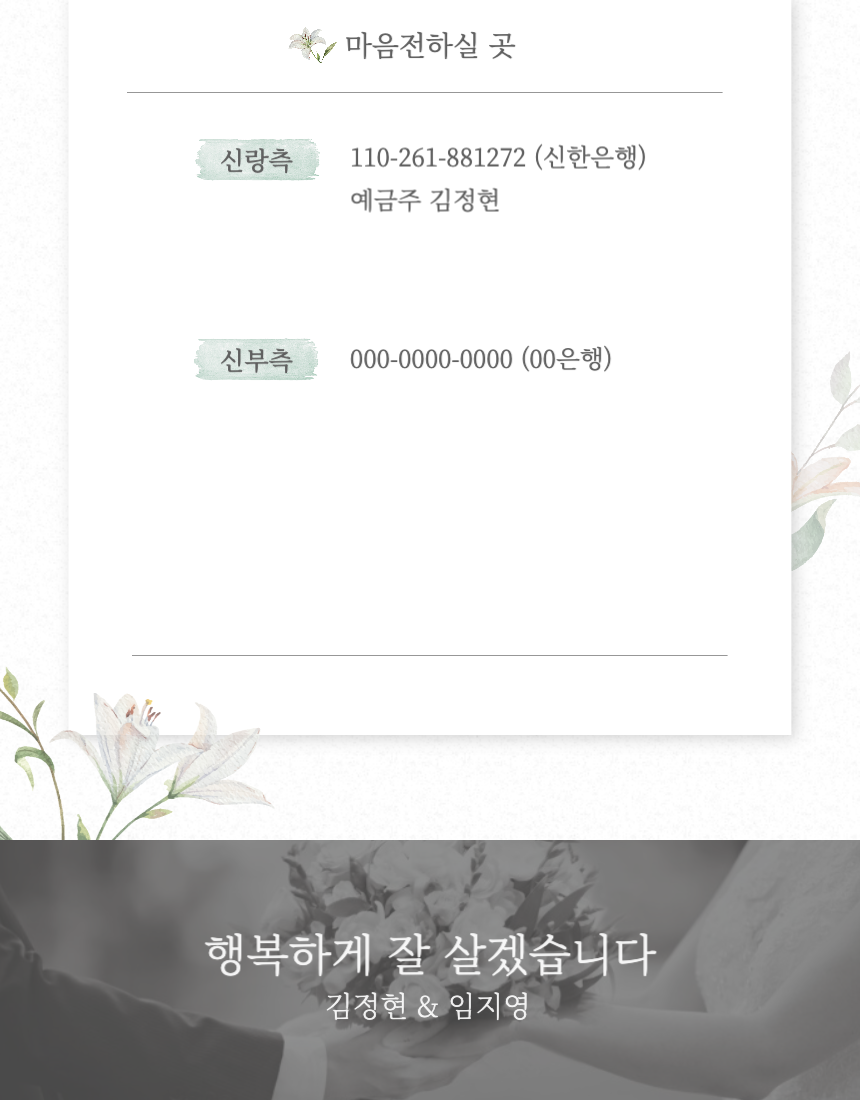 마음전하실 곳
신랑측 110-261-881272 (신한은행)
예금주 김정현
신부측 000-0000-0000 (00은행)
행복하게 잘 살겠습니다
김정현 & 임지영